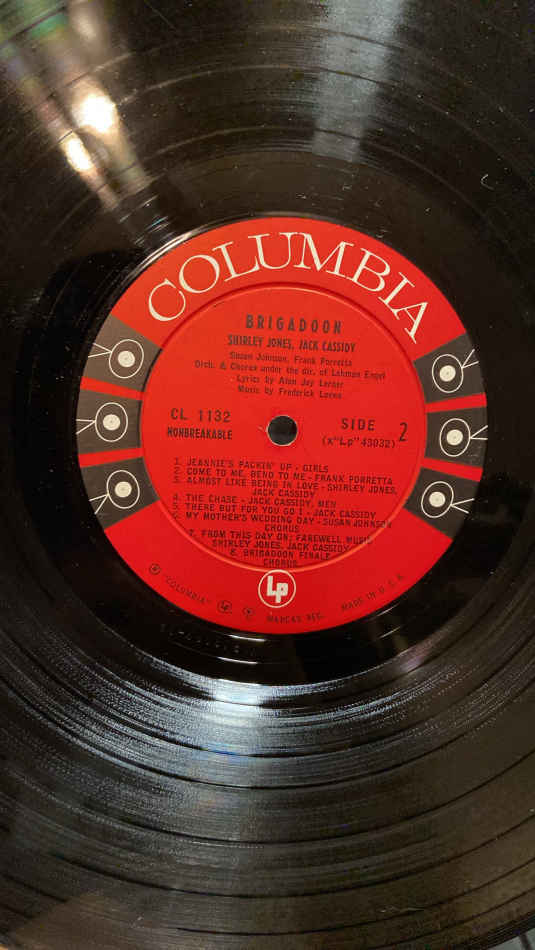 COLUMBIA
BRIGADOON
SHIRLEY JONES, JACK CASSIDY
Susan Johnson, Frank Porretta
Orch. & Chorus under the dir. of Lehman Engel
Lyrics by Alan Jay Lerner
Music by Frederick Loewe
CL 1132
NONBREAKABLE
SIDE 2
(x"Lp"43032)
1. JEANNIE'S PACKIN' UP - GIRLS
2. COME TO ME, BEND TO ME - FRANK PORRETTA
3. ALMOST LIKE BEING IN LOVE - SHIRLEY JONES,
JACK CASSIDY
4. THE CHASE - JACK CASSIDY, MEN
5. THERE BUT FOR YOU GO I - JACK CASSIDY
6. MY MOTHER'S WEDDING DAY - SUSAN JOHNSON
CHORUS
7. FROM THIS DAY ON; FAREWELL MUSIC
SHIRLEY JONES, JACK CASSIDY
8. BRIGADOON FINALE
CHORUS
Lp
® "COLUMBIA" Lp MARCAS REG. MADE IN U.S.A.